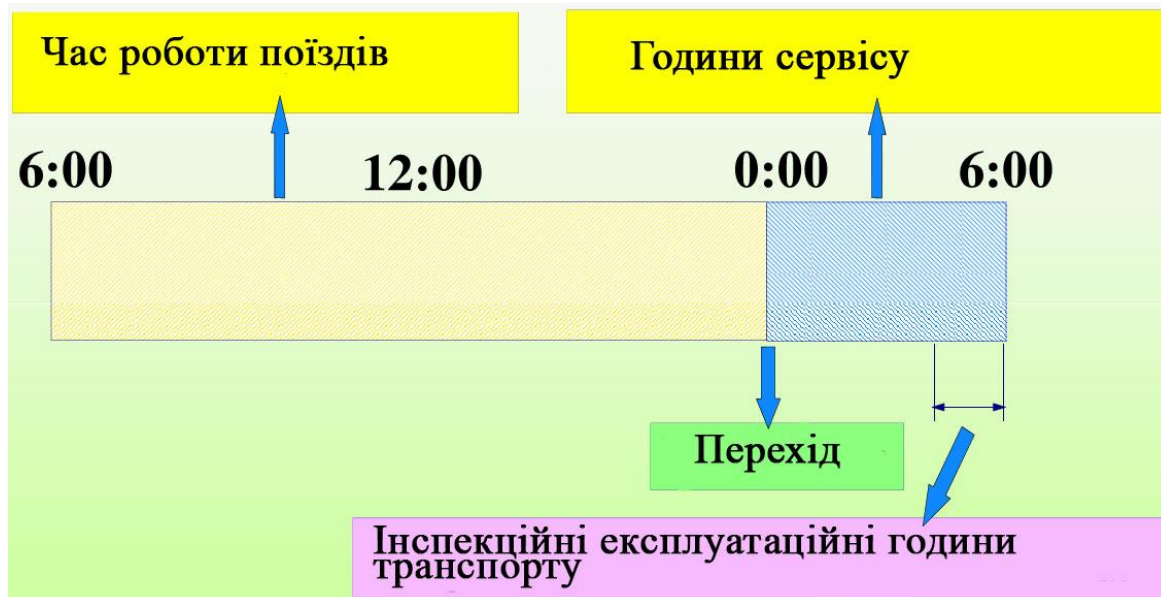 Час роботи поїздів
Години сервісу
6:00 12:00 0:00 6:00
Перехід
Інспекційні експлуатаційні години
транспорту